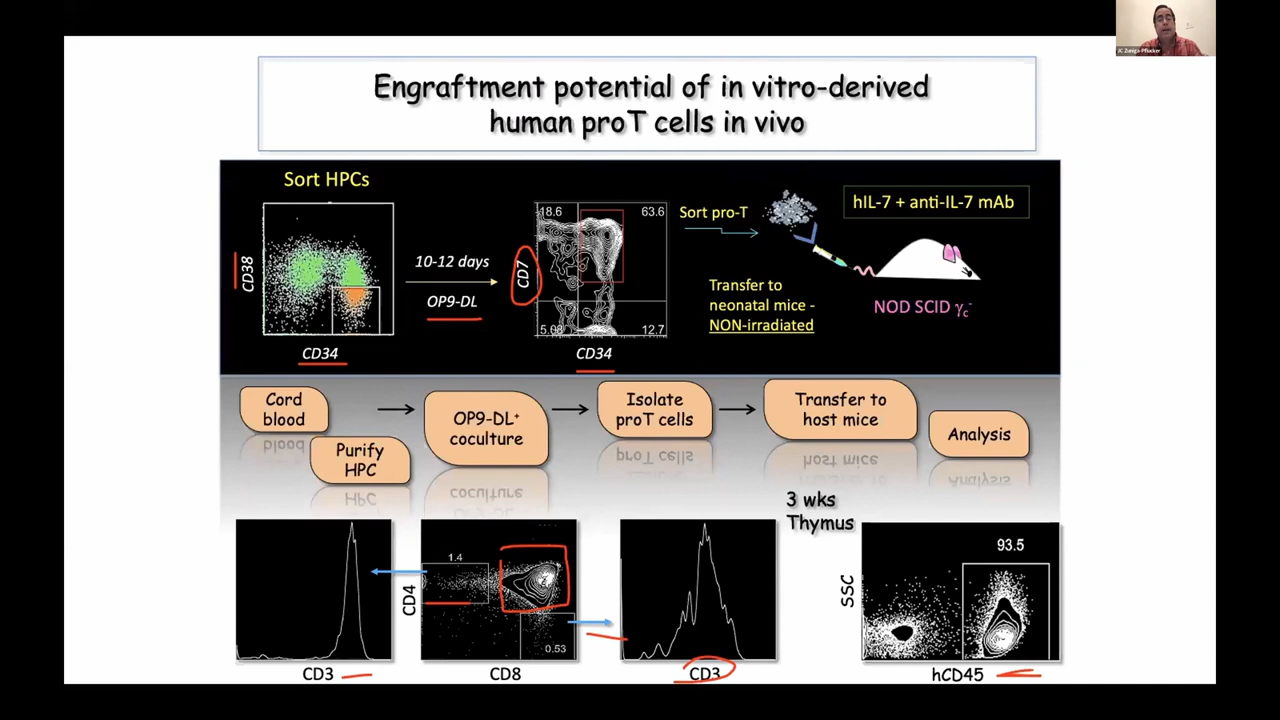 JC Zuniga-Pflucker
Engraftment potential of in vitro-derived
human proT cells in vivo
Sort HPCs
CD38
CD34
10-12 days
OP9-DL
CD7
18.6
63.6
5.08
12.7
CD34
Sort pro-T
Transfer to
neonatal mice -
NON-irradiated
hIL-7 + anti-IL-7 mAb
NOD SCID γc-
Cord
blood
Purify
HPC
OP9-DL+
coculture
Isolate
proT cells
Transfer to
host mice
Analysis
3 wks
Thymus
CD3
CD4
1.4
0.53
CD8
CD3
SSC
93.5
hCD45